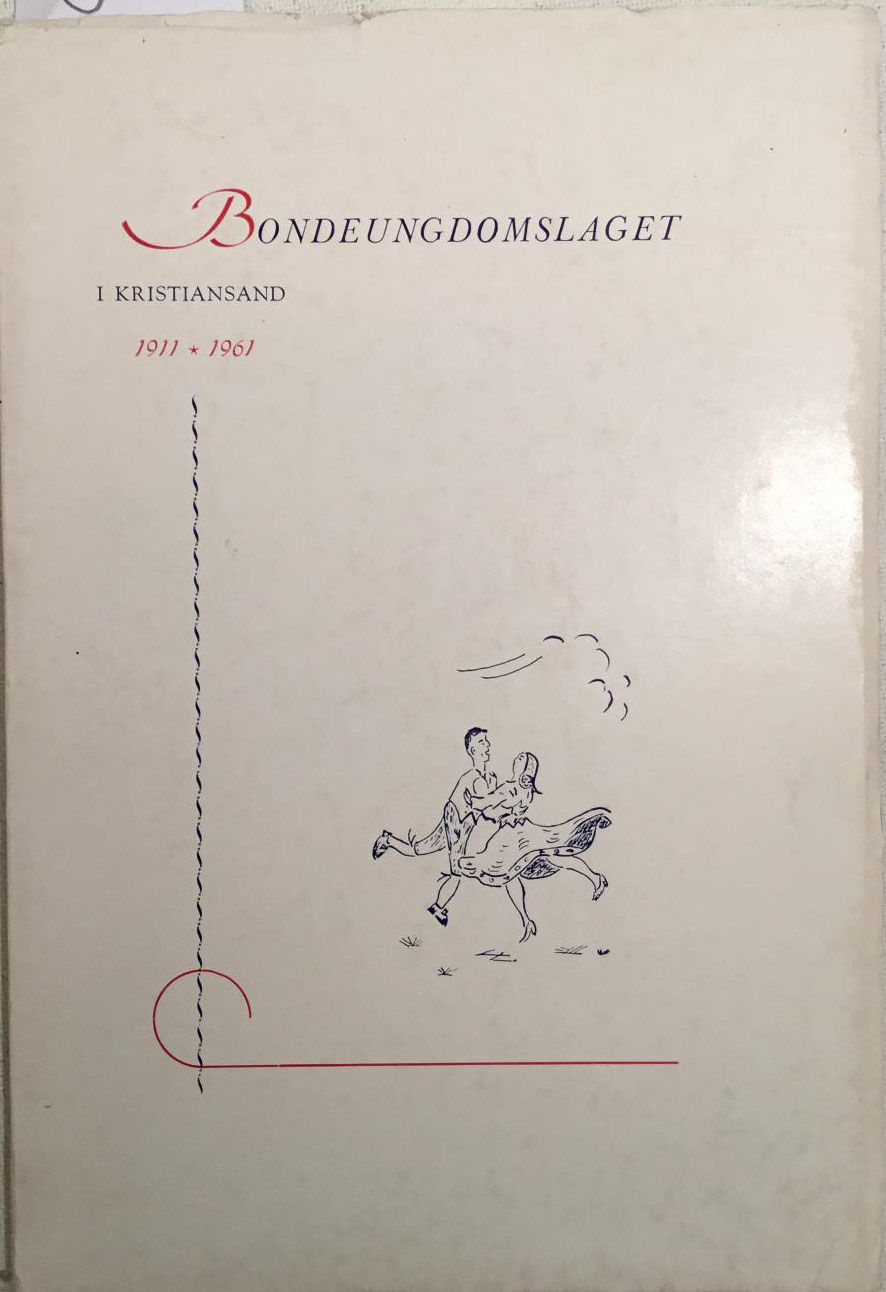 BONDEUNGDOMSLAGET
I KRISTIANSAND
1911 ★ 1961